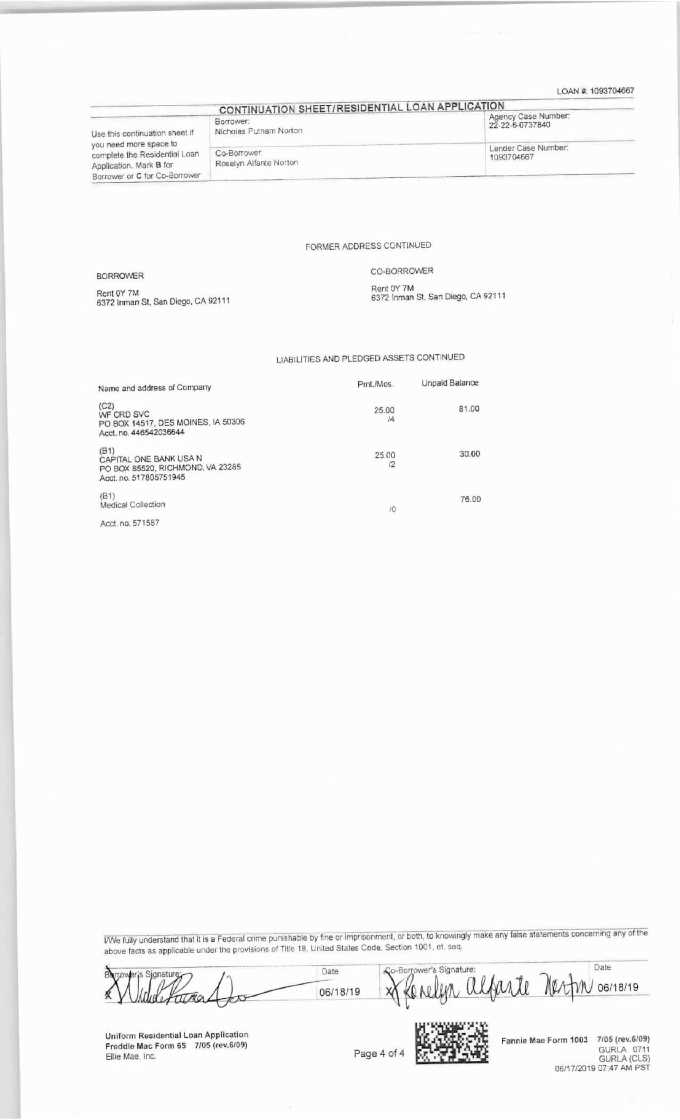 LOAN #: 1093704667
CONTINUATION SHEET/RESIDENTIAL LOAN APPLICATION
Use this continuation sheet if
you need more space to
complete the Residential Loan
Application. Mark B for
Borrower or C for Co-Borrower
Borrower:
Nicholas Putnam Norton
Agency Case Number:
22-22-6-0737840
Co-Borrower
Roselyn Alfante Norton
Lender Case Number:
1093704667
FORMER ADDRESS CONTINUED
BORROWER
CO-BORROWER
Rent 0Y 7M
6372 Inman St, San Diego, CA 92111
Rent 0Y 7M
6372 Inman St, San Diego, CA 92111
LIABILITIES AND PLEDGED ASSETS CONTINUED
Name and address of Company
Pmt./Mos.
Unpaid Balance
(C2)
WF CRD SVC
PO BOX 14517, DES MOINES, IA 50306
Acct. no. 446542036644
25.00
/4
81.00
(B1)
CAPITAL ONE BANK USA N
PO BOX 85520, RICHMOND, VA 23285
Acct. no. 517805751945
25.00
/2
30.00
(B1)
Medical Collection
Acct. no. 571587
/0
76.00
I/We fully understand that it is a Federal crime punishable by fine or imprisonment, or both, to knowingly make any false statements concerning any of the
above facts as applicable under the provisions of Title 18, United States Code, Section 1001, et. seq.
Borrower's Signature:
X
Date
06/18/19
Co-Borrower's Signature:
X Roselyn Alfante Norton
Date
06/18/19
Uniform Residential Loan Application
Freddie Mac Form 65 7/05 (rev.6/09)
Ellie Mae, Inc.
Page 4 of 4
Fannie Mae Form 1003 7/05 (rev.6/09)
GURLA 0711
GURLA (CLS)
06/17/2019 07:47 AM PST